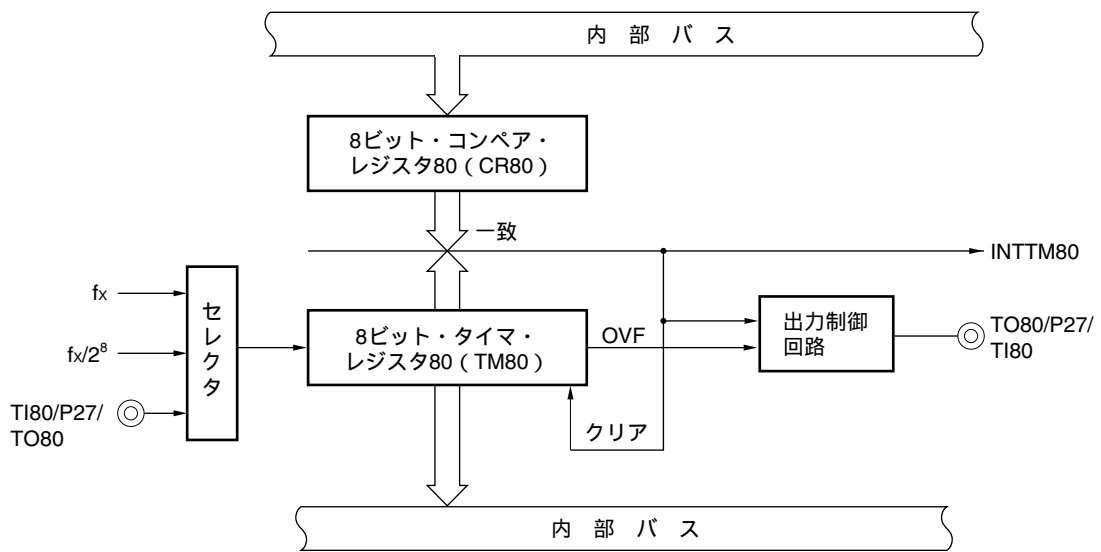 内 部 バ ス
8ビット・コンペア・
レジスタ80（CR80）
一致
INTTM80
fX
fX/2⁸
TI80/P27/
TO80
セレクタ
8ビット・タイマ・
レジスタ80（TM80）
OVF
クリア
出力制御
回路
TO80/P27/
TI80
内 部 バ ス